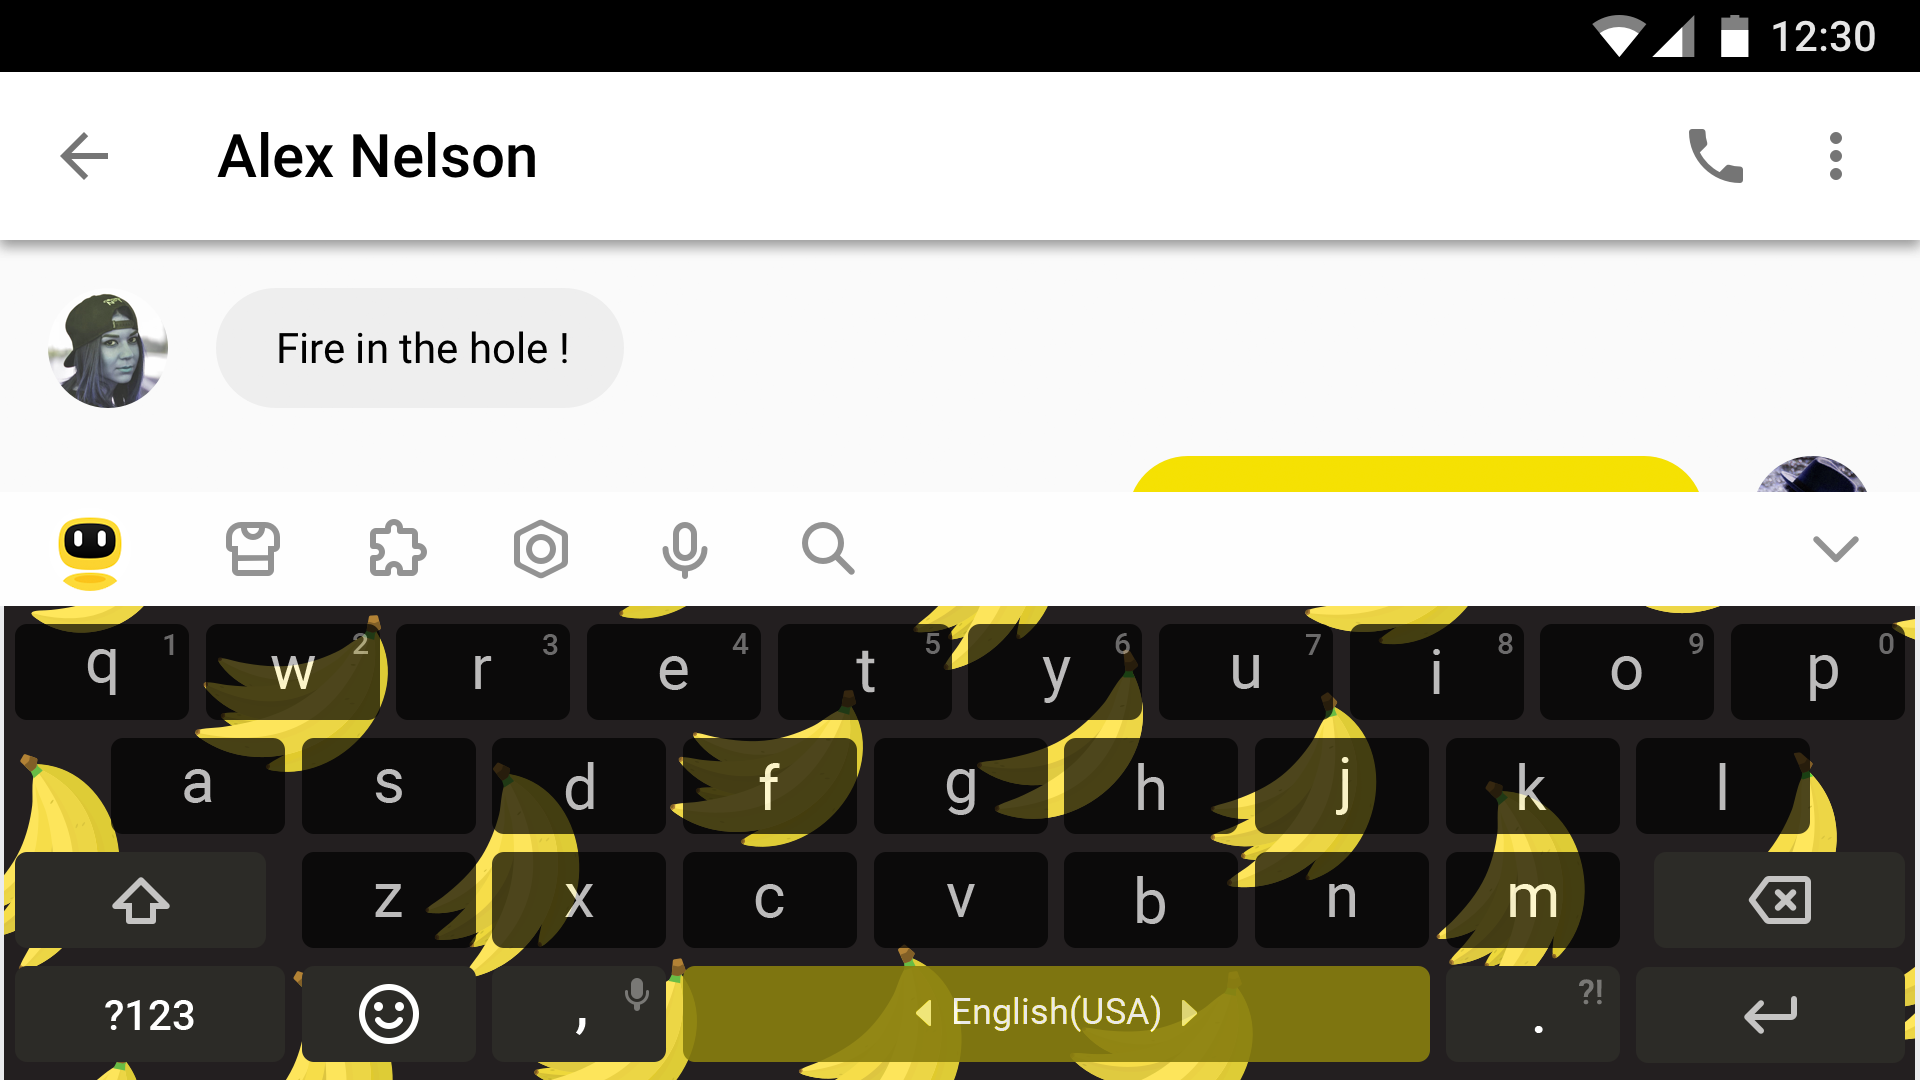 12:30
Alex Nelson
Fire in the hole !
q 1 w 2 r 3 e 4 t 5 y 6 u 7 i 8 o 9 p 0
a s d f g h j k l
z x c v b n m
?123 , English(USA) . ?!